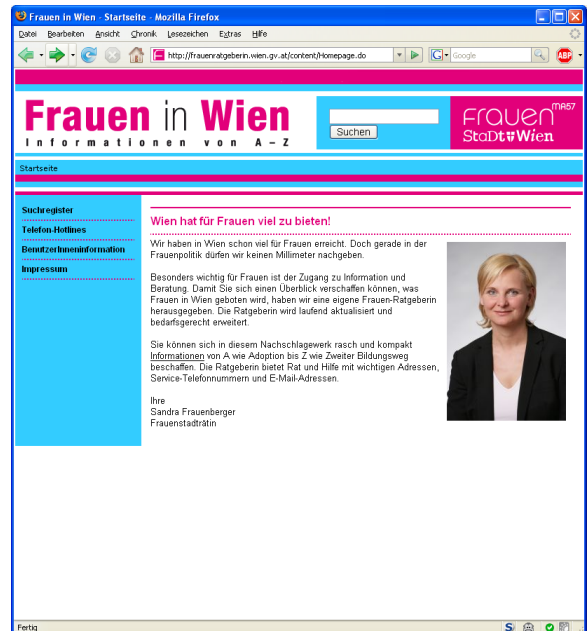 Frauen in Wien - Startseite - Mozilla Firefox
Datei Bearbeiten Ansicht Chronik Lesezeichen Extras Hilfe
http://frauenratgeberin.wien.gv.at/content/Homepage.do
G Google
ABP
Frauen in Wien
Informationen von A – Z
Suchen
FRAUEN MA57
StaDt Wien
Startseite
Suchregister
Telefon-Hotlines
BenutzerInneninformation
Impressum
Wien hat für Frauen viel zu bieten!
Wir haben in Wien schon viel für Frauen erreicht. Doch gerade in der
Frauenpolitik dürfen wir keinen Millimeter nachgeben.
Besonders wichtig für Frauen ist der Zugang zu Information und
Beratung. Damit Sie sich einen Überblick verschaffen können, was
Frauen in Wien geboten wird, haben wir eine eigene Frauen-Ratgeberin
herausgegeben. Die Ratgeberin wird laufend aktualisiert und
bedarfsgerecht erweitert.
Sie können sich in diesem Nachschlagewerk rasch und kompakt
Informationen von A wie Adoption bis Z wie Zweiter Bildungsweg
beschaffen. Die Ratgeberin bietet Rat und Hilfe mit wichtigen Adressen,
Service-Telefonnummern und E-Mail-Adressen.
Ihre
Sandra Frauenberger
Frauenstadträtin
Fertig
S